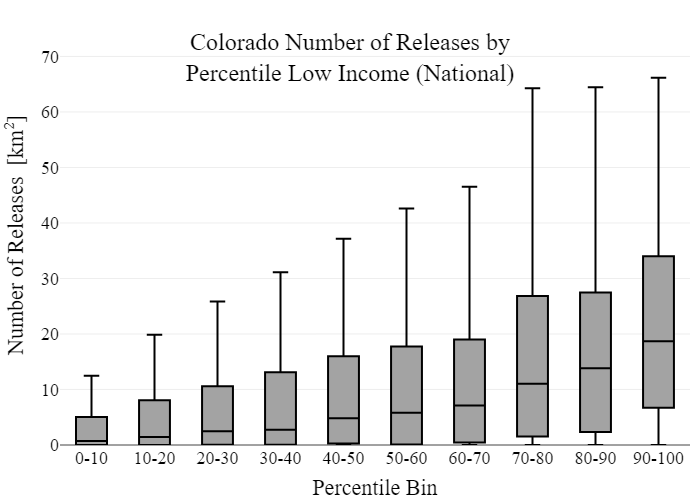 Colorado Number of Releases by
Percentile Low Income (National)
Number of Releases [km²]
70
60
50
40
30
20
10
0
0-10 10-20 20-30 30-40 40-50 50-60 60-70 70-80 80-90 90-100
Percentile Bin